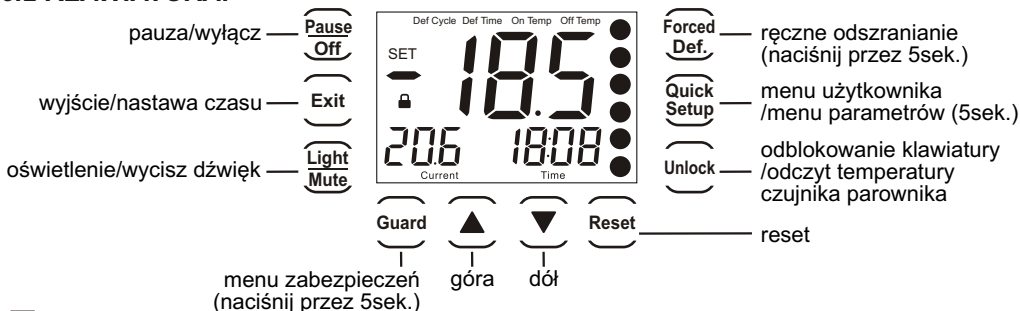 pauza/wyłącz
Pause
Off
wyjście/nastawa czasu
Exit
oświetlenie/wycisz dźwięk
Light
Mute
Def Cycle Def Time On Temp Off Temp
SET
18.5
20.6 18:08
Current Time
Forced
Def.
ręczne odszranianie
(naciśnij przez 5sek.)
Quick
Setup
menu użytkownika
/menu parametrów (5sek.)
Unlock
odblokowanie klawiatury
/odczyt temperatury
czujnika parownika
Guard
Reset
reset
menu zabezpieczeń
(naciśnij przez 5sek.)
góra
dół